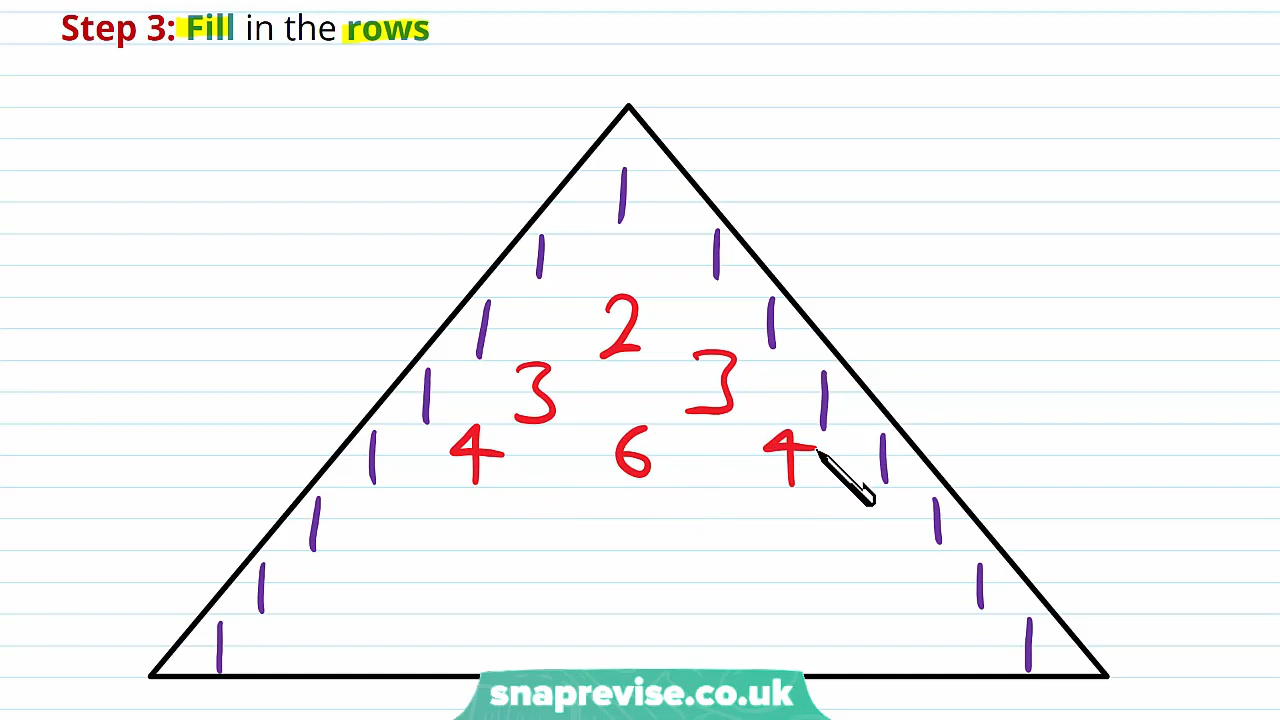 Step 3: Fill in the rows
1
1 1
1 2 1
1 3 3 1
1 4 6 4 1
1 1
1 1
1 1
snaprevise.co.uk